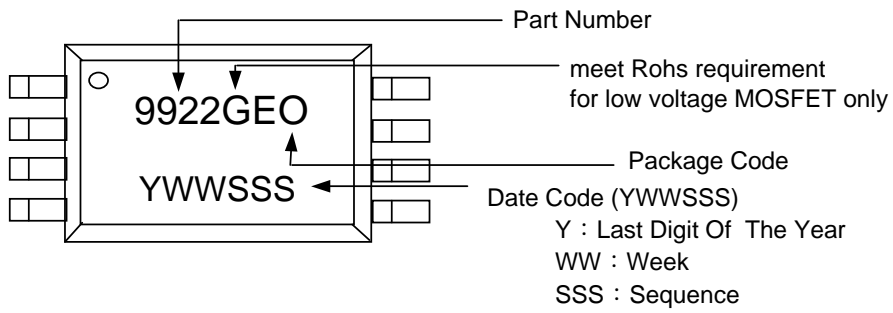 Part Number
meet Rohs requirement
for low voltage MOSFET only
9922GEO
Package Code
YWWSSS
Date Code (YWWSSS)
Y：Last Digit Of The Year
WW：Week
SSS：Sequence